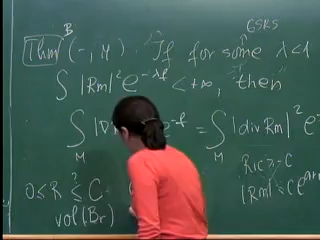 GSRS
Thm B (-, M). If for some λ<1
∫ |Rm|² e^{-λf} < +∞, "then"
∫_M |D e^{-f} = ∫_M |div Rm|² e
Ric ≥ -C
0 ≤ R ≤? C |Rm| ≤ C e
vol(Br)